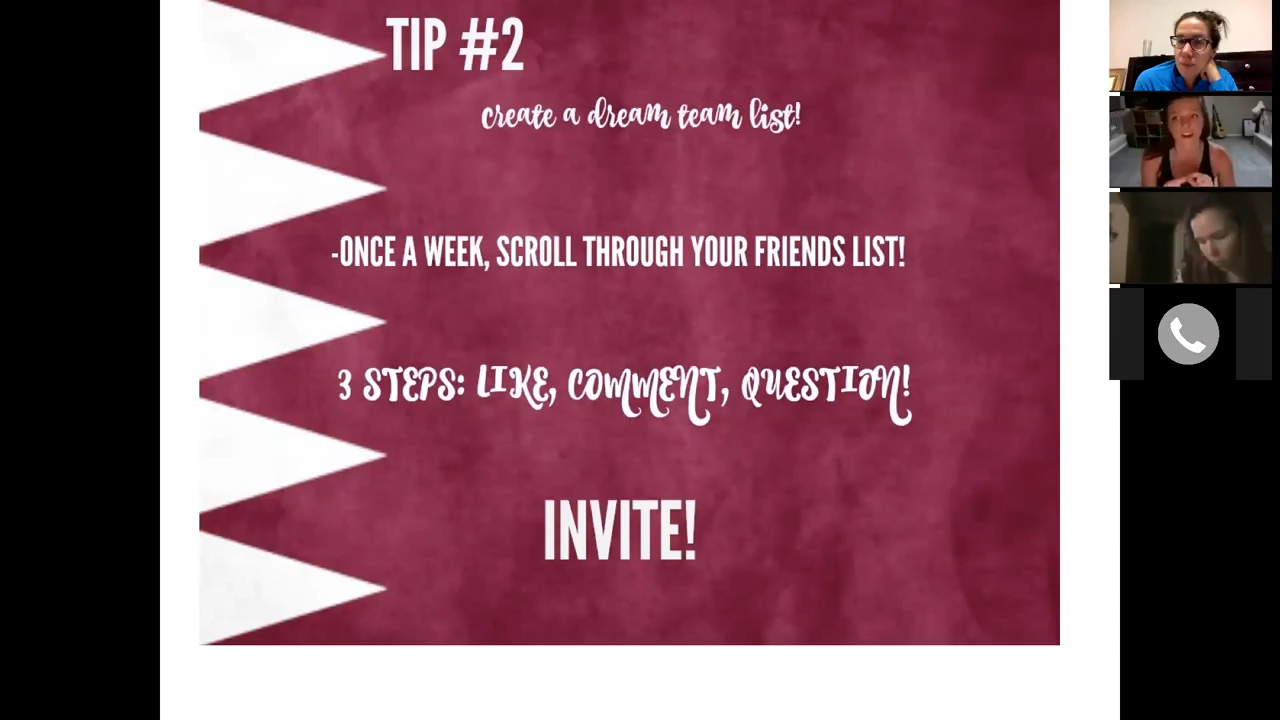 TIP #2
create a dream team list!
-ONCE A WEEK, SCROLL THROUGH YOUR FRIENDS LIST!
3 STEPS: LIKE, COMMENT, QUESTION!
INVITE!